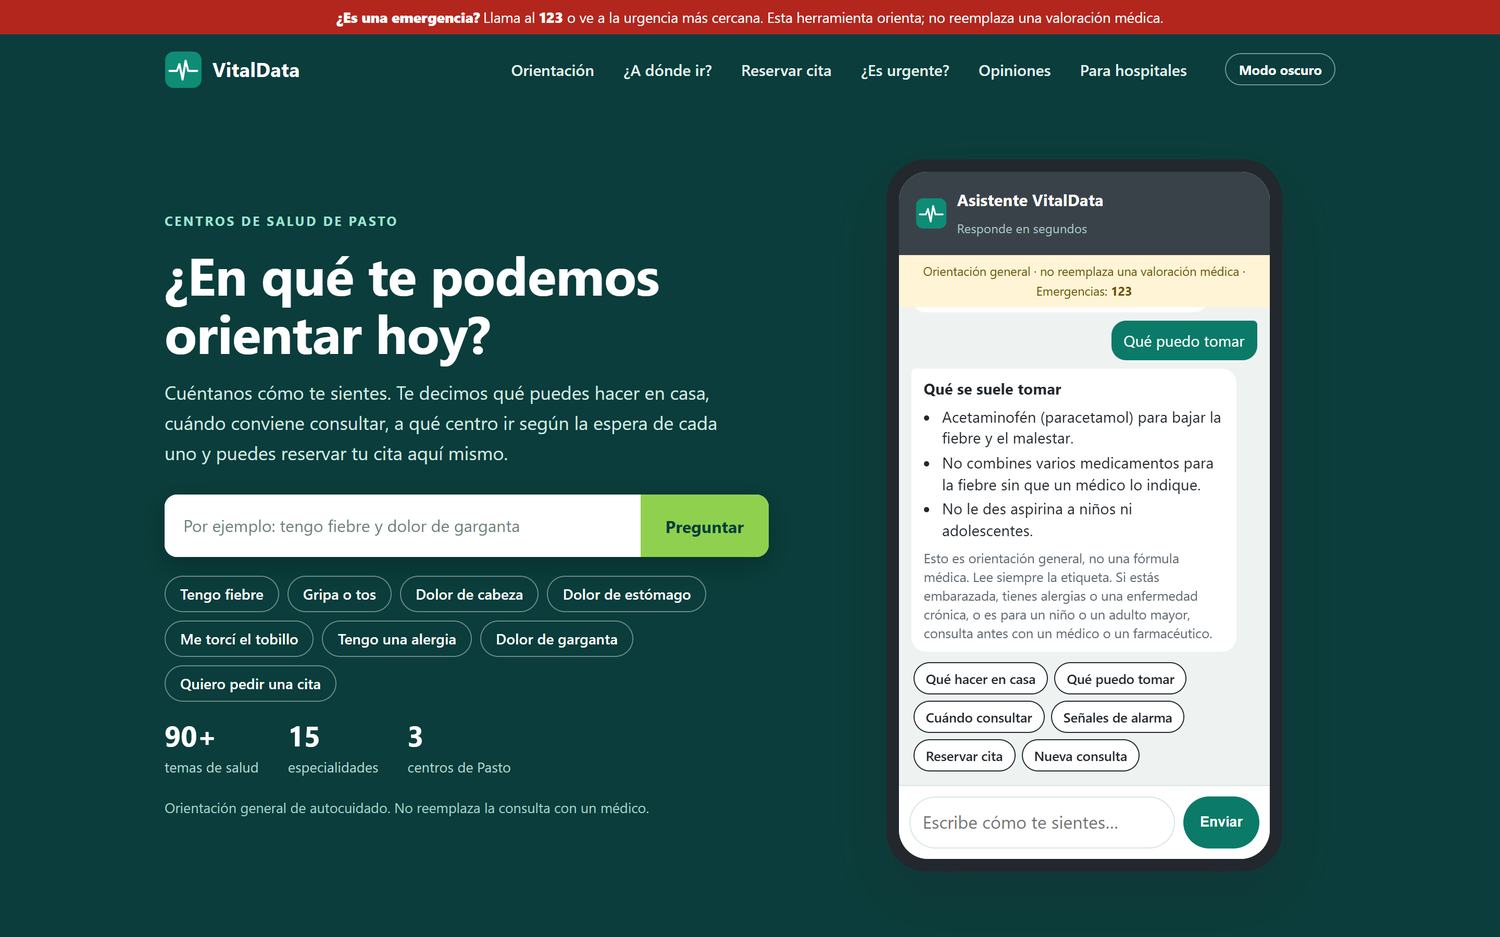 ¿Es una emergencia? Llama al 123 o ve a la urgencia más cercana. Esta herramienta orienta; no reemplaza una valoración médica.
VitalData
Orientación
¿A dónde ir?
Reservar cita
¿Es urgente?
Opiniones
Para hospitales
Modo oscuro
CENTROS DE SALUD DE PASTO
¿En qué te podemos
orientar hoy?
Cuéntanos cómo te sientes. Te decimos qué puedes hacer en casa,
cuándo conviene consultar, a qué centro ir según la espera de cada
uno y puedes reservar tu cita aquí mismo.
Por ejemplo: tengo fiebre y dolor de garganta
Preguntar
Tengo fiebre
Gripa o tos
Dolor de cabeza
Dolor de estómago
Me torcí el tobillo
Tengo una alergia
Dolor de garganta
Quiero pedir una cita
90+
temas de salud
15
especialidades
3
centros de Pasto
Orientación general de autocuidado. No reemplaza la consulta con un médico.
Asistente VitalData
Responde en segundos
Orientación general · no reemplaza una valoración médica ·
Emergencias: 123
Qué puedo tomar
Qué se suele tomar
• Acetaminofén (paracetamol) para bajar la
fiebre y el malestar.
• No combines varios medicamentos para
la fiebre sin que un médico lo indique.
• No le des aspirina a niños ni
adolescentes.
Esto es orientación general, no una fórmula
médica. Lee siempre la etiqueta. Si estás
embarazada, tienes alergias o una enfermedad
crónica, o es para un niño o un adulto mayor,
consulta antes con un médico o un farmacéutico.
Qué hacer en casa
Qué puedo tomar
Cuándo consultar
Señales de alarma
Reservar cita
Nueva consulta
Escribe cómo te sientes...
Enviar